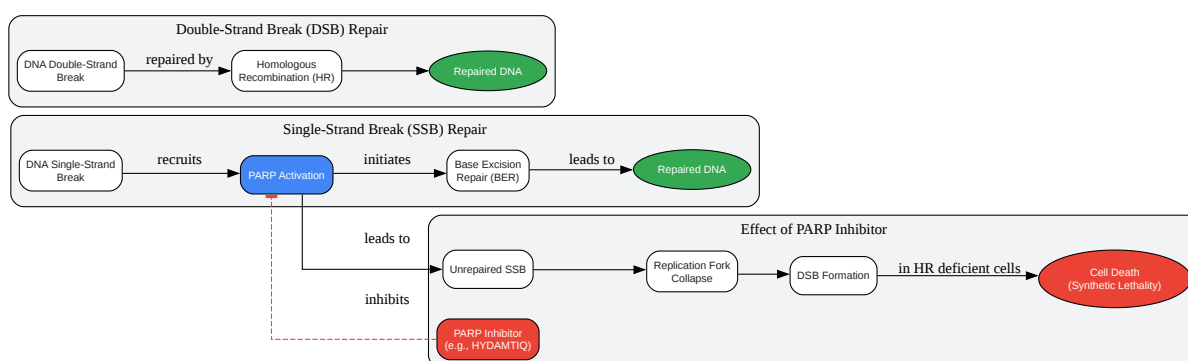 Double-Strand Break (DSB) Repair
DNA Double-Strand
Break
repaired by
Homologous
Recombination (HR)
Repaired DNA
Single-Strand Break (SSB) Repair
DNA Single-Strand
Break
recruits
PARP Activation
initiates
Base Excision
Repair (BER)
leads to
Repaired DNA
Effect of PARP Inhibitor
leads to
Unrepaired SSB
Replication Fork
Collapse
DSB Formation
in HR deficient cells
Cell Death
(Synthetic Lethality)
inhibits
PARP Inhibitor
(e.g., HYDAMTIQ)